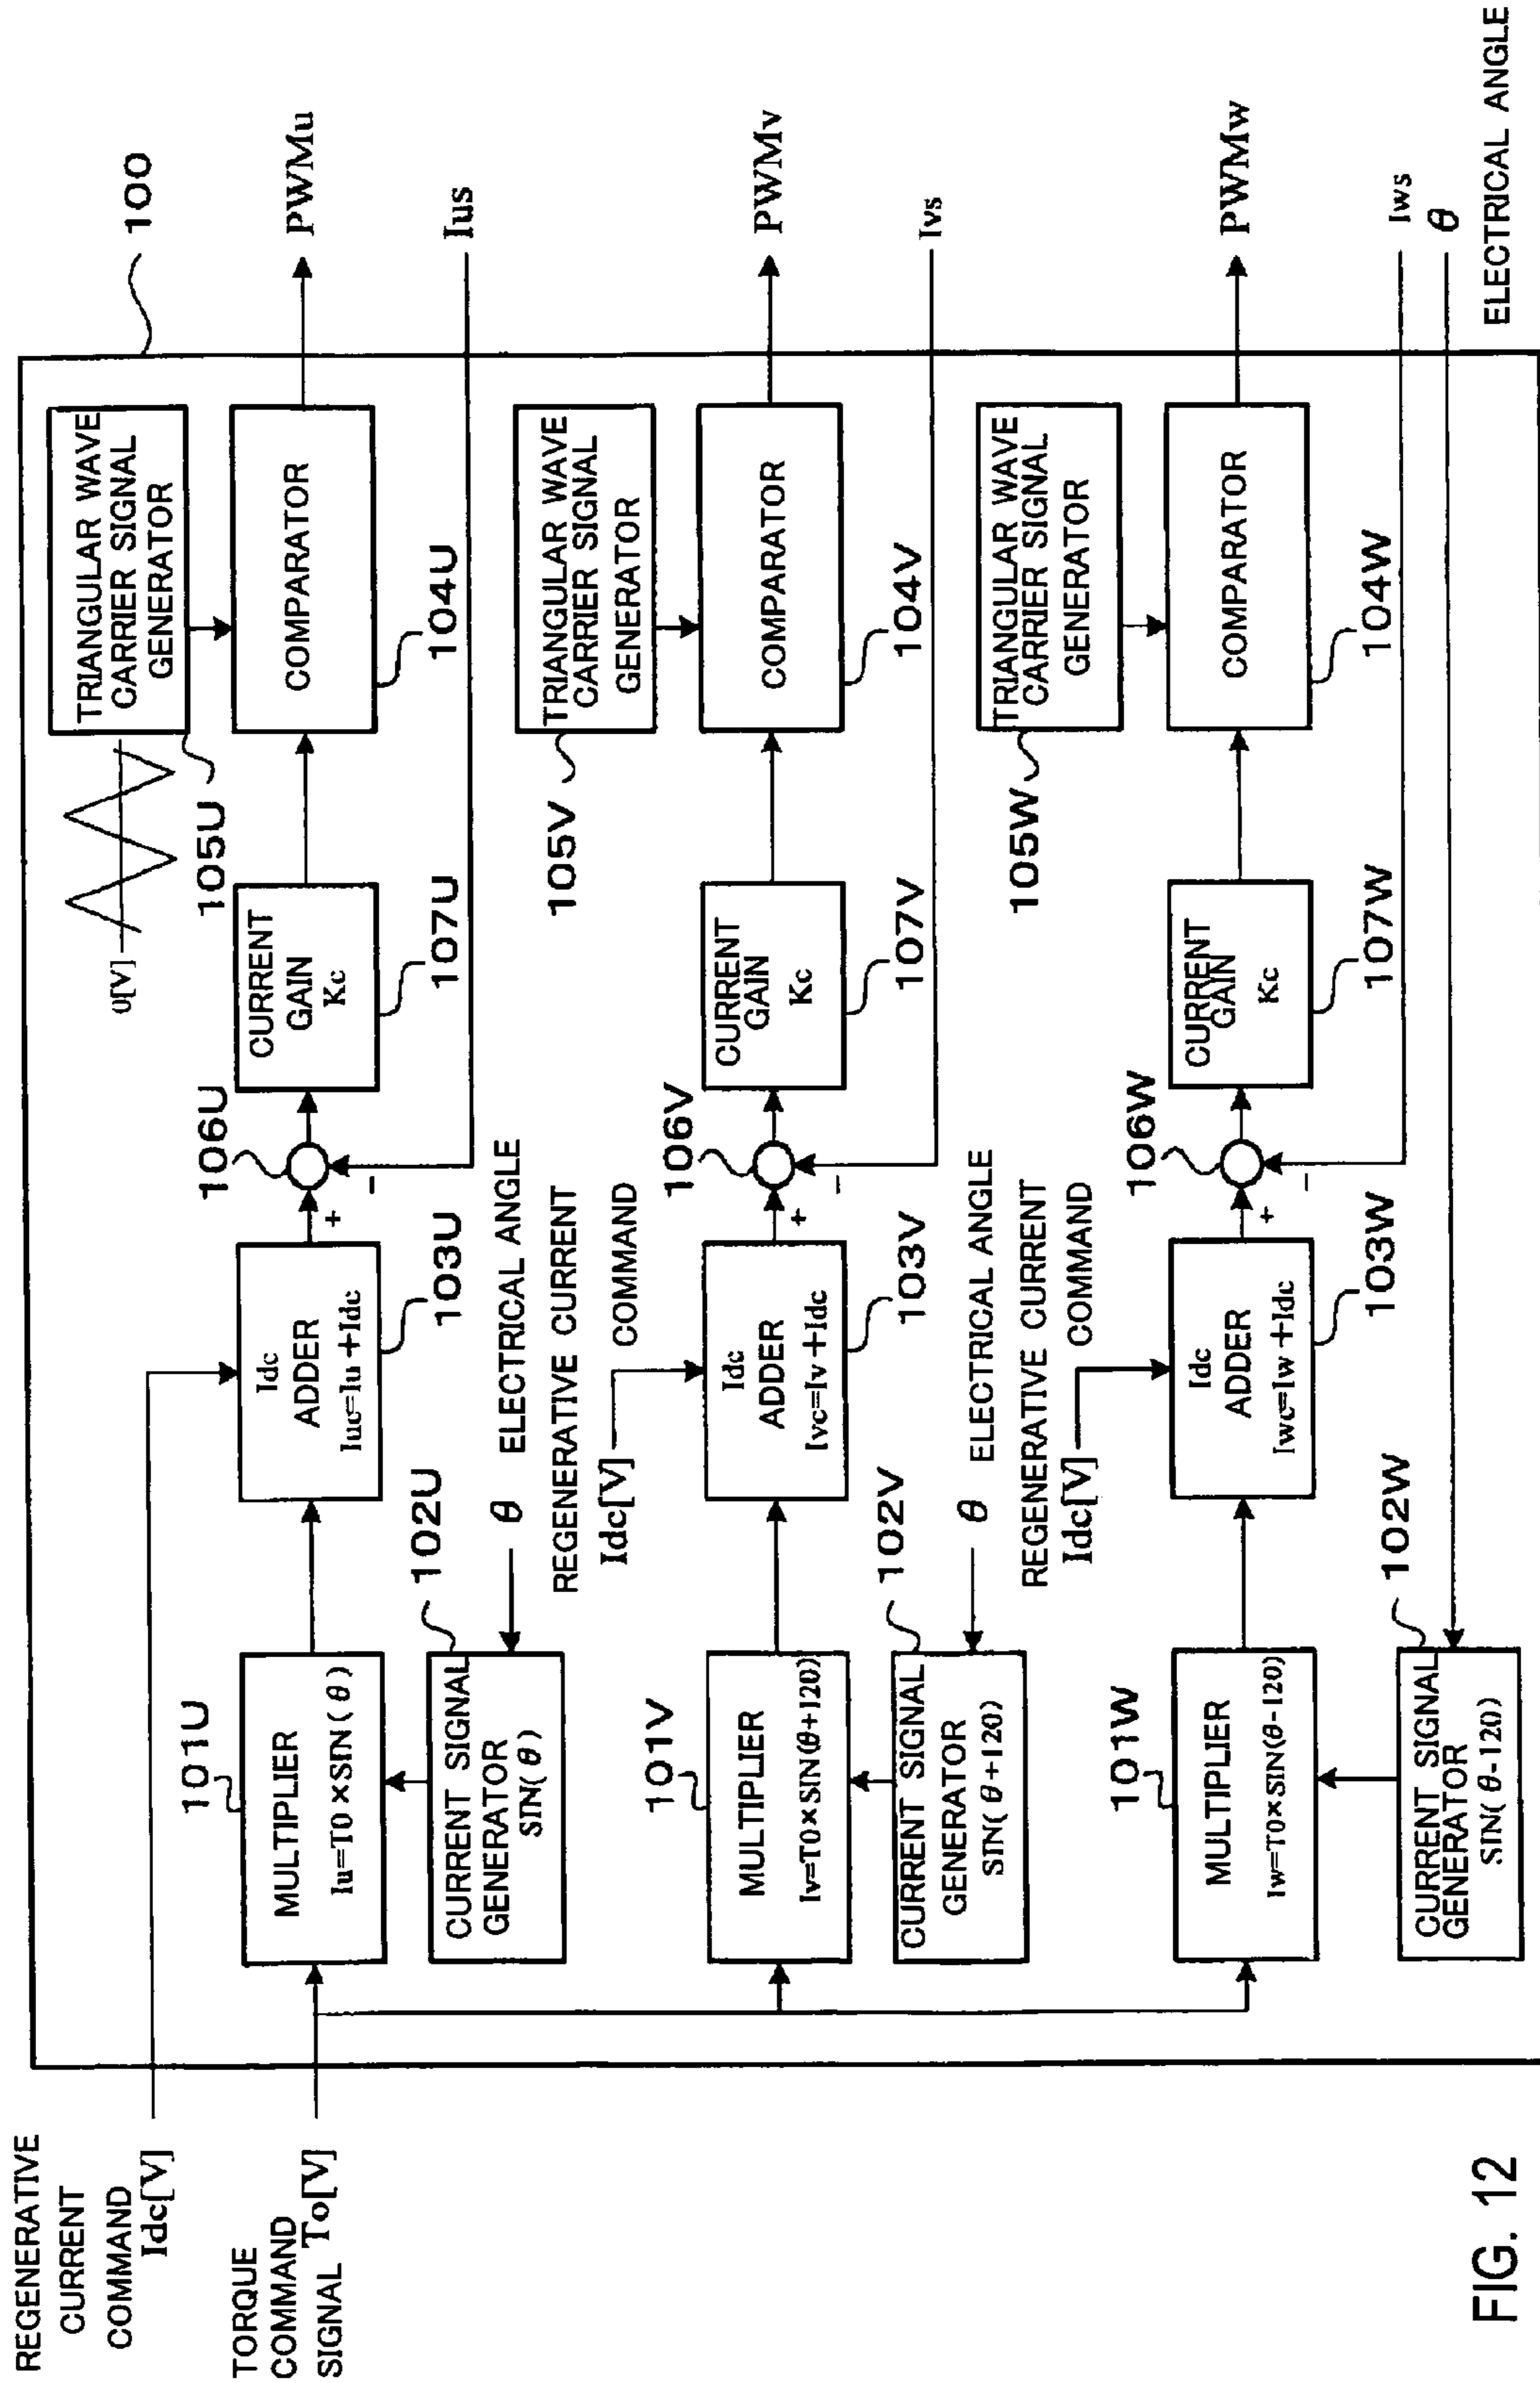 REGENERATIVE
CURRENT
COMMAND
Idc[V]
TORQUE
COMMAND
SIGNAL To[V]
100
101U
MULTIPLIER
Iu=T0×SIN(θ)
102U
CURRENT SIGNAL
GENERATOR
SIN(θ)
θ ELECTRICAL ANGLE
103U
Idc
ADDER
Iuc=Iu+Idc
+
−
106U
107U
CURRENT
GAIN
Kc
0[V]
105U
TRIANGULAR WAVE
CARRIER SIGNAL
GENERATOR
COMPARATOR
104U
PWMu
Ius
REGENERATIVE CURRENT
COMMAND
Idc[V]
101V
MULTIPLIER
Iv=T0×SIN(θ+120)
102V
CURRENT SIGNAL
GENERATOR
SIN(θ+120)
θ ELECTRICAL ANGLE
103V
Idc
ADDER
Ivc=Iv+Idc
+
−
106V
107V
CURRENT
GAIN
Kc
105V
TRIANGULAR WAVE
CARRIER SIGNAL
GENERATOR
COMPARATOR
104V
PWMv
Ivs
REGENERATIVE CURRENT
COMMAND
Idc[V]
101W
MULTIPLIER
Iw=T0×SIN(θ-120)
102W
CURRENT SIGNAL
GENERATOR
SIN(θ-120)
103W
Idc
ADDER
Iwc=Iw+Idc
+
−
106W
107W
CURRENT
GAIN
Kc
105W
TRIANGULAR WAVE
CARRIER SIGNAL
GENERATOR
COMPARATOR
104W
PWMw
Iws
θ
ELECTRICAL ANGLE
FIG. 12